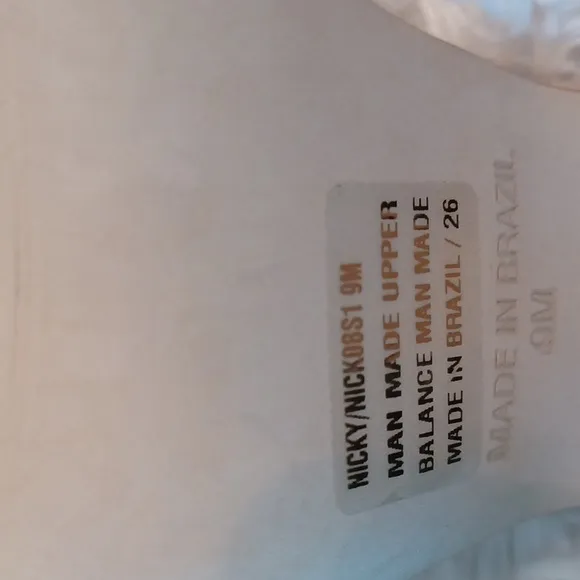 NICKY/NICK08S1 9M
MAN MADE UPPER
BALANCE MAN MADE
MADE IN BRAZIL / 26
MADE IN BRAZIL
9M